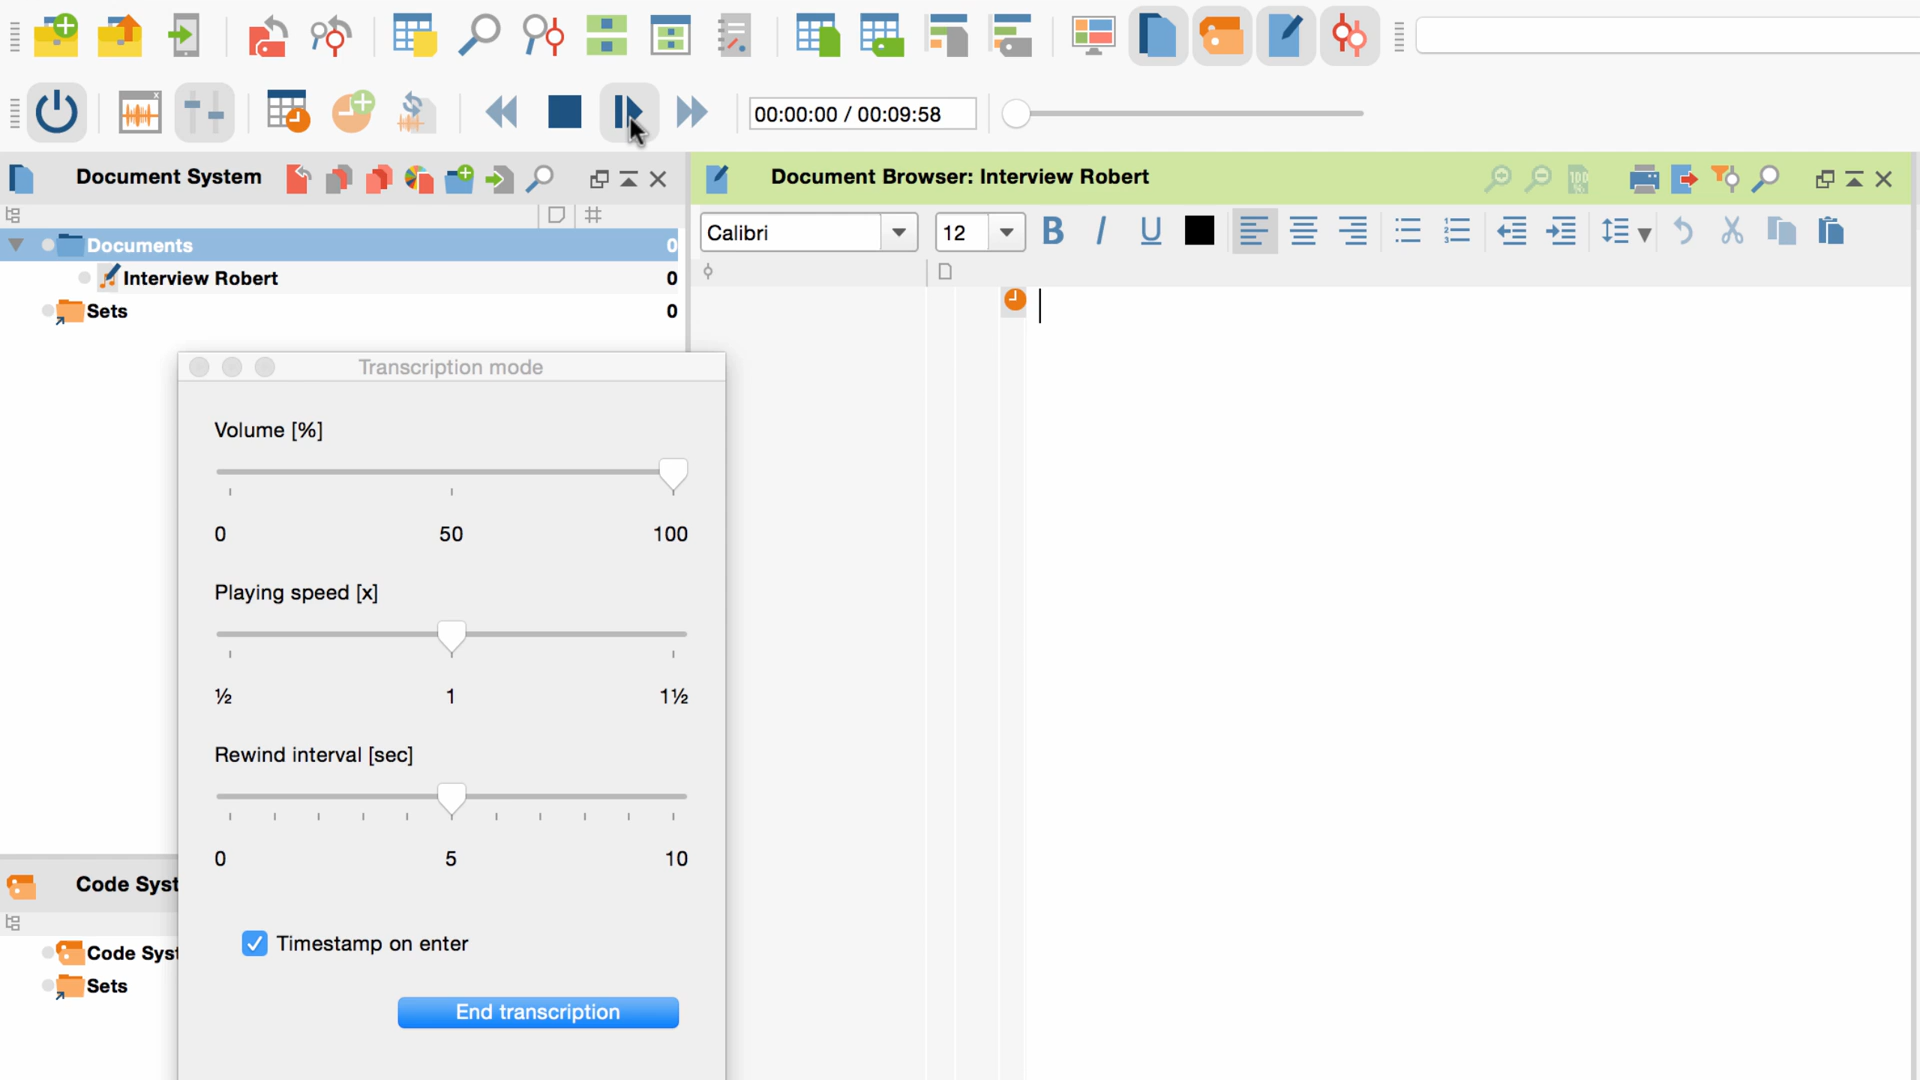 00:00:00 / 00:09:58
Document System
Document Browser: Interview Robert
Calibri
12
Documents 0
Interview Robert 0
Sets 0
Transcription mode
Volume [%]
0 50 100
Playing speed [x]
½ 1 1½
Rewind interval [sec]
0 5 10
Timestamp on enter
End transcription
Code Syst
Code Syst
Sets